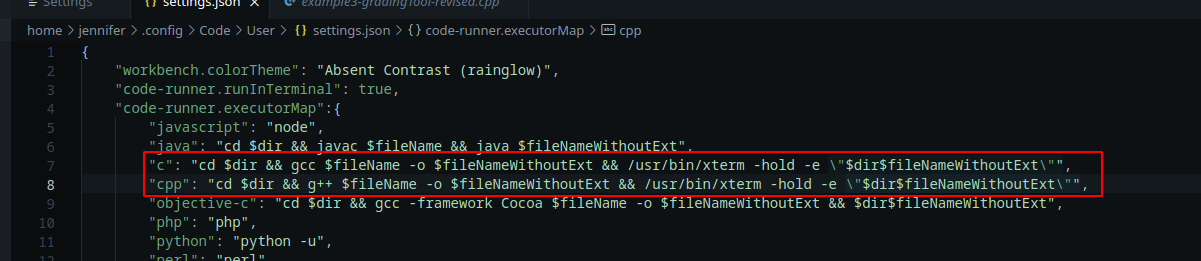 Settings
settings.json ×
example3-gradingTool-revised.cpp
home > jennifer > .config > Code > User > {} settings.json > {} code-runner.executorMap > abc cpp
1 {
2 "workbench.colorTheme": "Absent Contrast (rainglow)",
3 "code-runner.runInTerminal": true,
4 "code-runner.executorMap":{
5 "javascript": "node",
6 "java": "cd $dir && javac $fileName && java $fileNameWithoutExt",
7 "c": "cd $dir && gcc $fileName -o $fileNameWithoutExt && /usr/bin/xterm -hold -e \"$dir$fileNameWithoutExt\"",
8 "cpp": "cd $dir && g++ $fileName -o $fileNameWithoutExt && /usr/bin/xterm -hold -e \"$dir$fileNameWithoutExt\"",
9 "objective-c": "cd $dir && gcc -framework Cocoa $fileName -o $fileNameWithoutExt && $dir$fileNameWithoutExt",
10 "php": "php",
11 "python": "python -u",
12 "perl": "perl"